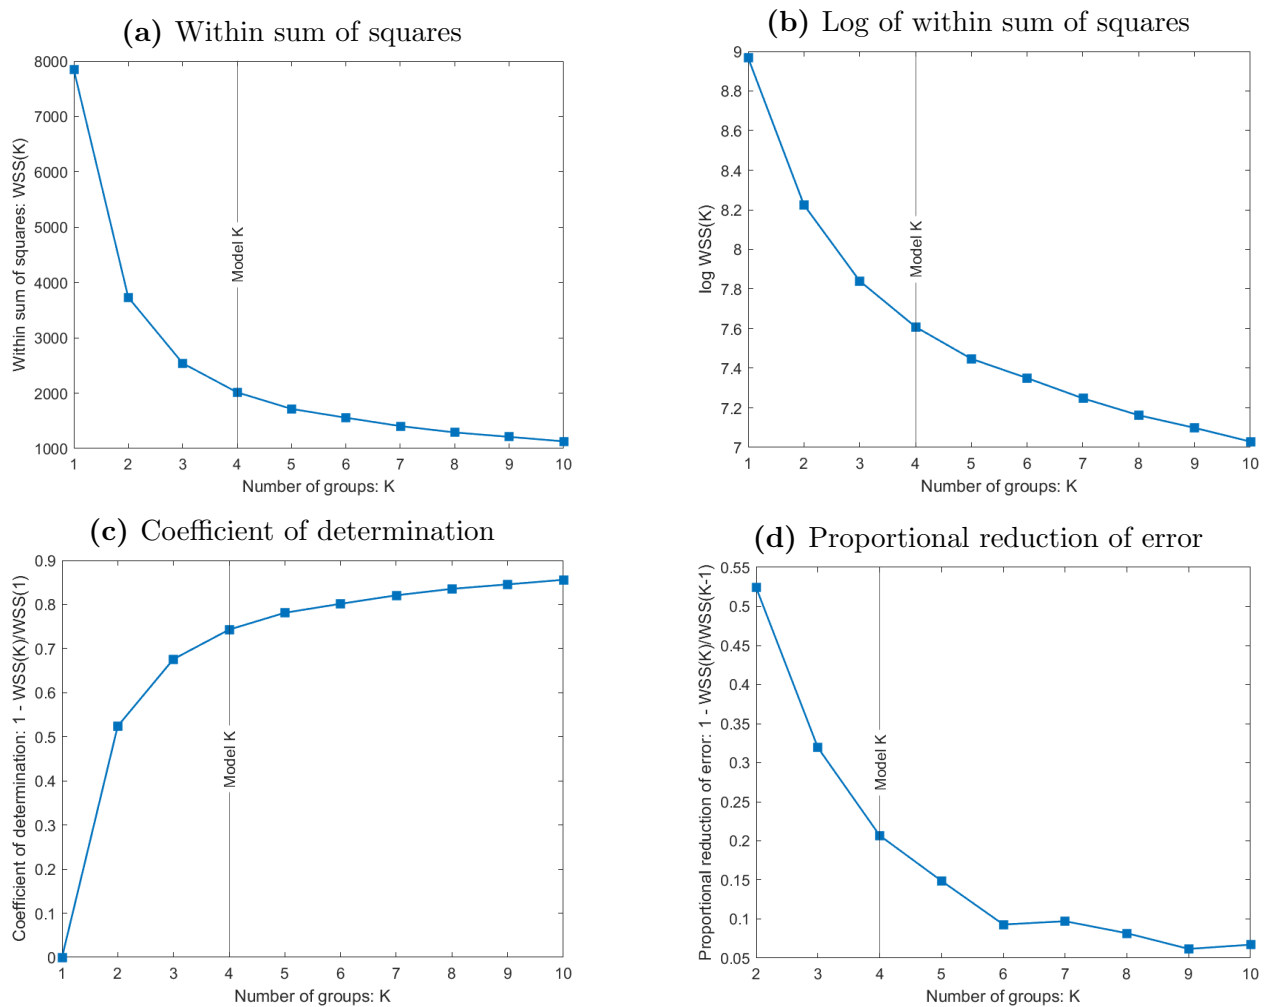 (a) Within sum of squares
8000
7000
6000
5000
4000
3000
2000
1000
1 2 3 4 5 6 7 8 9 10
Within sum of squares: WSS(K)
Number of groups: K
Model K
(b) Log of within sum of squares
9
8.8
8.6
8.4
8.2
8
7.8
7.6
7.4
7.2
7
1 2 3 4 5 6 7 8 9 10
log WSS(K)
Number of groups: K
Model K
(c) Coefficient of determination
0.9
0.8
0.7
0.6
0.5
0.4
0.3
0.2
0.1
0
1 2 3 4 5 6 7 8 9 10
Coefficient of determination: 1 - WSS(K)/WSS(1)
Number of groups: K
Model K
(d) Proportional reduction of error
0.55
0.5
0.45
0.4
0.35
0.3
0.25
0.2
0.15
0.1
0.05
2 3 4 5 6 7 8 9 10
Proportional reduction of error: 1 - WSS(K)/WSS(K-1)
Number of groups: K
Model K